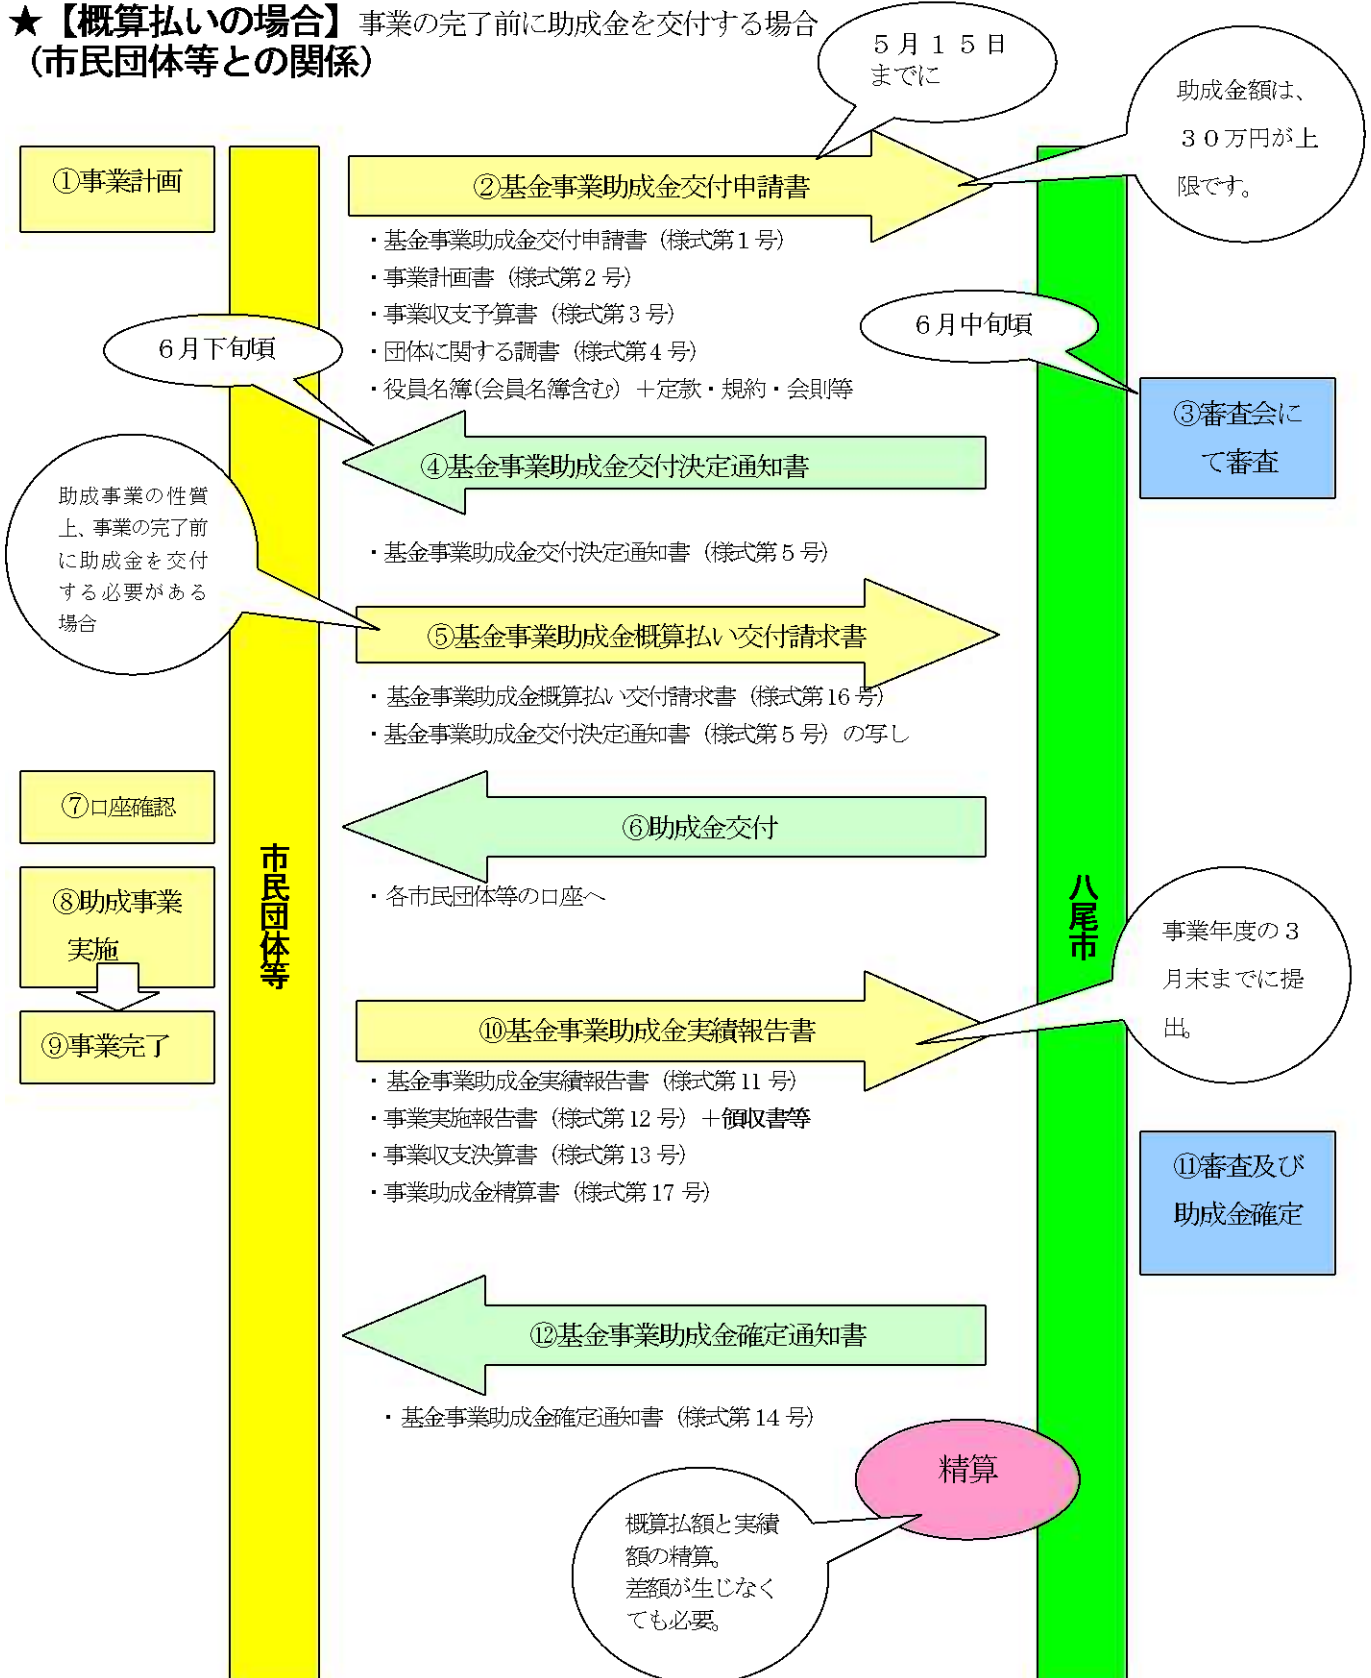 ★【概算払いの場合】事業の完了前に助成金を交付する場合
（市民団体等との関係）
５月１５日
までに
助成金額は、
３０万円が上
限です。
①事業計画
②基金事業助成金交付申請書
・基金事業助成金交付申請書（様式第１号）
・事業計画書（様式第２号）
・事業収支予算書（様式第３号）
・団体に関する調書（様式第４号）
・役員名簿(会員名簿含む）＋定款・規約・会則等
６月下旬頃
６月中旬頃
③審査会に
て審査
④基金事業助成金交付決定通知書
・基金事業助成金交付決定通知書（様式第５号）
助成事業の性質
上、事業の完了前
に助成金を交付
する必要がある
場合
⑤基金事業助成金概算払い交付請求書
・基金事業助成金概算払い交付請求書（様式第16号）
・基金事業助成金交付決定通知書（様式第５号）の写し
⑦口座確認
⑥助成金交付
・各市民団体等の口座へ
⑧助成事業
実施
⑨事業完了
市民団体等
八尾市
事業年度の３
月末までに提
出。
⑩基金事業助成金実績報告書
・基金事業助成金実績報告書（様式第11号）
・事業実施報告書（様式第12号）＋領収書等
・事業収支決算書（様式第13号）
・事業助成金精算書（様式第17号）
⑪審査及び
助成金確定
⑫基金事業助成金確定通知書
・基金事業助成金確定通知書（様式第14号）
精算
概算払額と実績
額の精算。
差額が生じなく
ても必要。